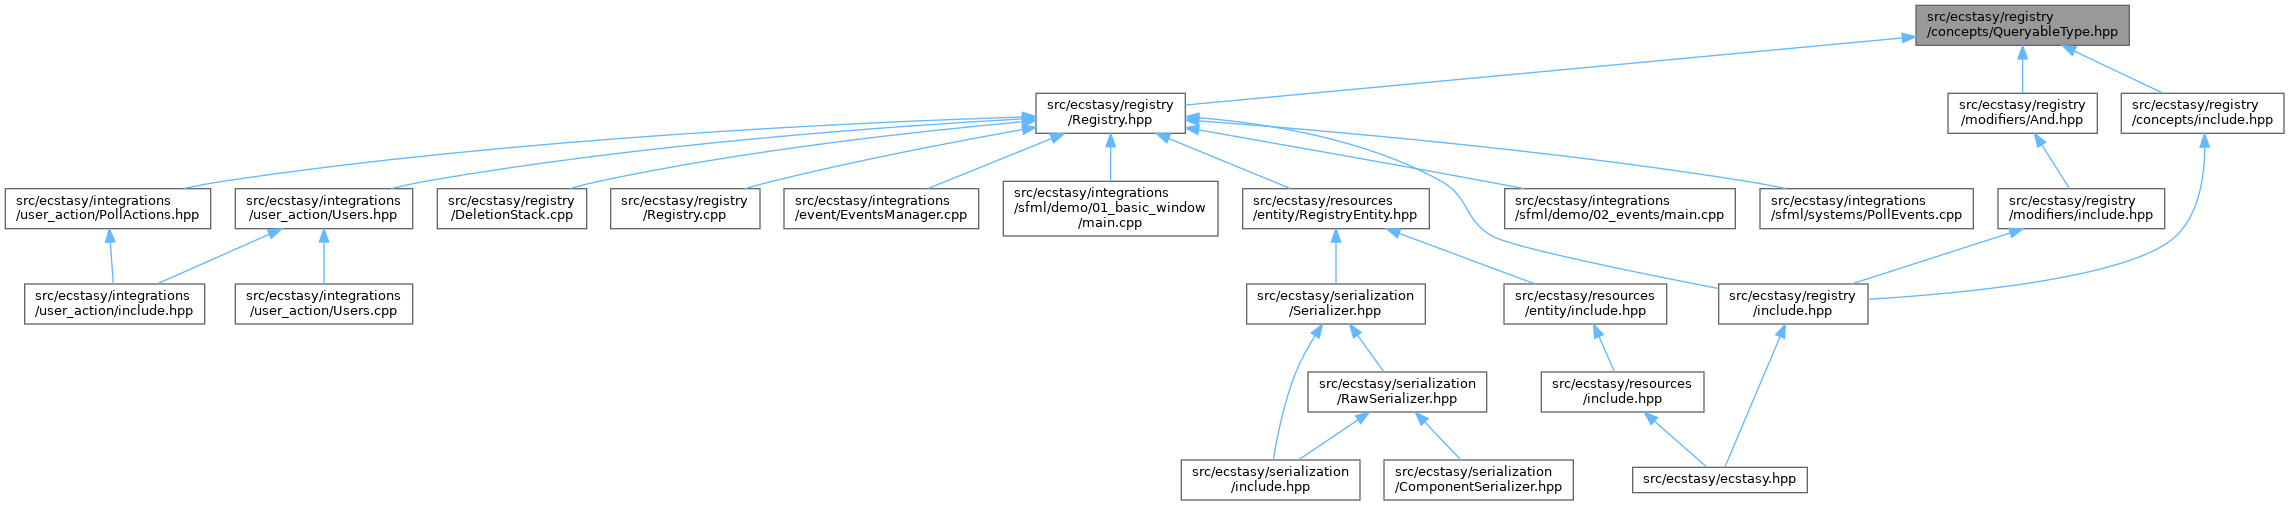 src/ecstasy/registry
/concepts/QueryableType.hpp
src/ecstasy/registry
/Registry.hpp
src/ecstasy/registry
/modifiers/And.hpp
src/ecstasy/registry
/concepts/include.hpp
src/ecstasy/integrations
/user_action/PollActions.hpp
src/ecstasy/integrations
/user_action/Users.hpp
src/ecstasy/registry
/DeletionStack.cpp
src/ecstasy/registry
/Registry.cpp
src/ecstasy/integrations
/event/EventsManager.cpp
src/ecstasy/integrations
/sfml/demo/01_basic_window
/main.cpp
src/ecstasy/resources
/entity/RegistryEntity.hpp
src/ecstasy/integrations
/sfml/demo/02_events/main.cpp
src/ecstasy/integrations
/sfml/systems/PollEvents.cpp
src/ecstasy/registry
/modifiers/include.hpp
src/ecstasy/integrations
/user_action/include.hpp
src/ecstasy/integrations
/user_action/Users.cpp
src/ecstasy/serialization
/Serializer.hpp
src/ecstasy/resources
/entity/include.hpp
src/ecstasy/registry
/include.hpp
src/ecstasy/serialization
/RawSerializer.hpp
src/ecstasy/resources
/include.hpp
src/ecstasy/serialization
/include.hpp
src/ecstasy/serialization
/ComponentSerializer.hpp
src/ecstasy/ecstasy.hpp